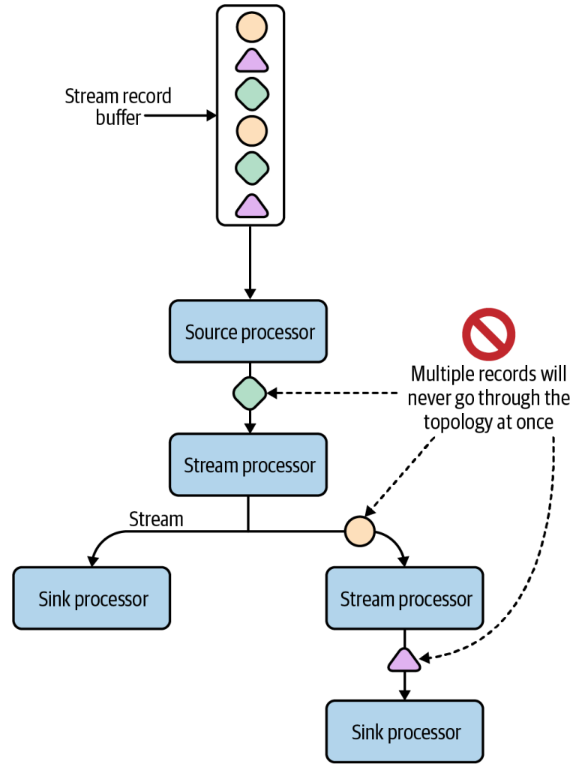 Stream record
buffer
Source processor
Multiple records will
never go through the
topology at once
Stream processor
Stream
Sink processor
Stream processor
Sink processor